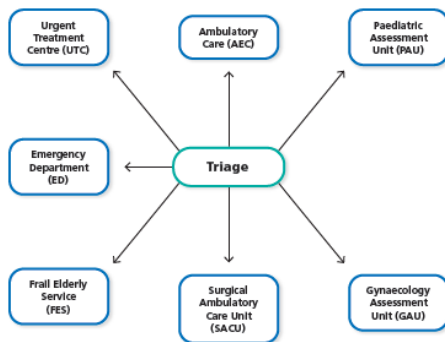 Urgent
Treatment
Centre (UTC)
Ambulatory
Care (AEC)
Paediatric
Assessment
Unit (PAU)
Emergency
Department
(ED)
Triage
Frail Elderly
Service
(FES)
Surgical
Ambulatory
Care Unit
(SACU)
Gynaecology
Assessment
Unit (GAU)